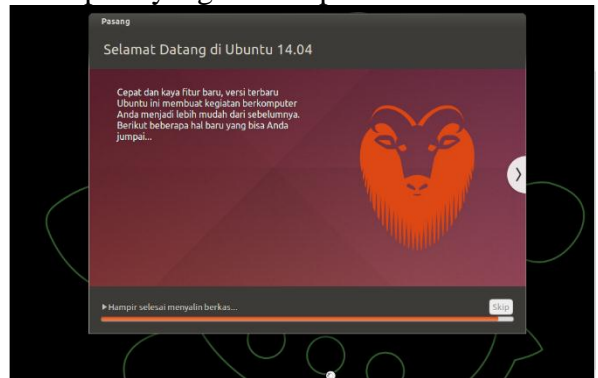 Pasang
Selamat Datang di Ubuntu 14.04
Cepat dan kaya fitur baru, versi terbaru
Ubuntu ini membuat kegiatan berkomputer
Anda menjadi lebih mudah dari sebelumnya.
Berikut beberapa hal baru yang bisa Anda
jumpai...
Hampir selesai menyalin berkas...
Skip